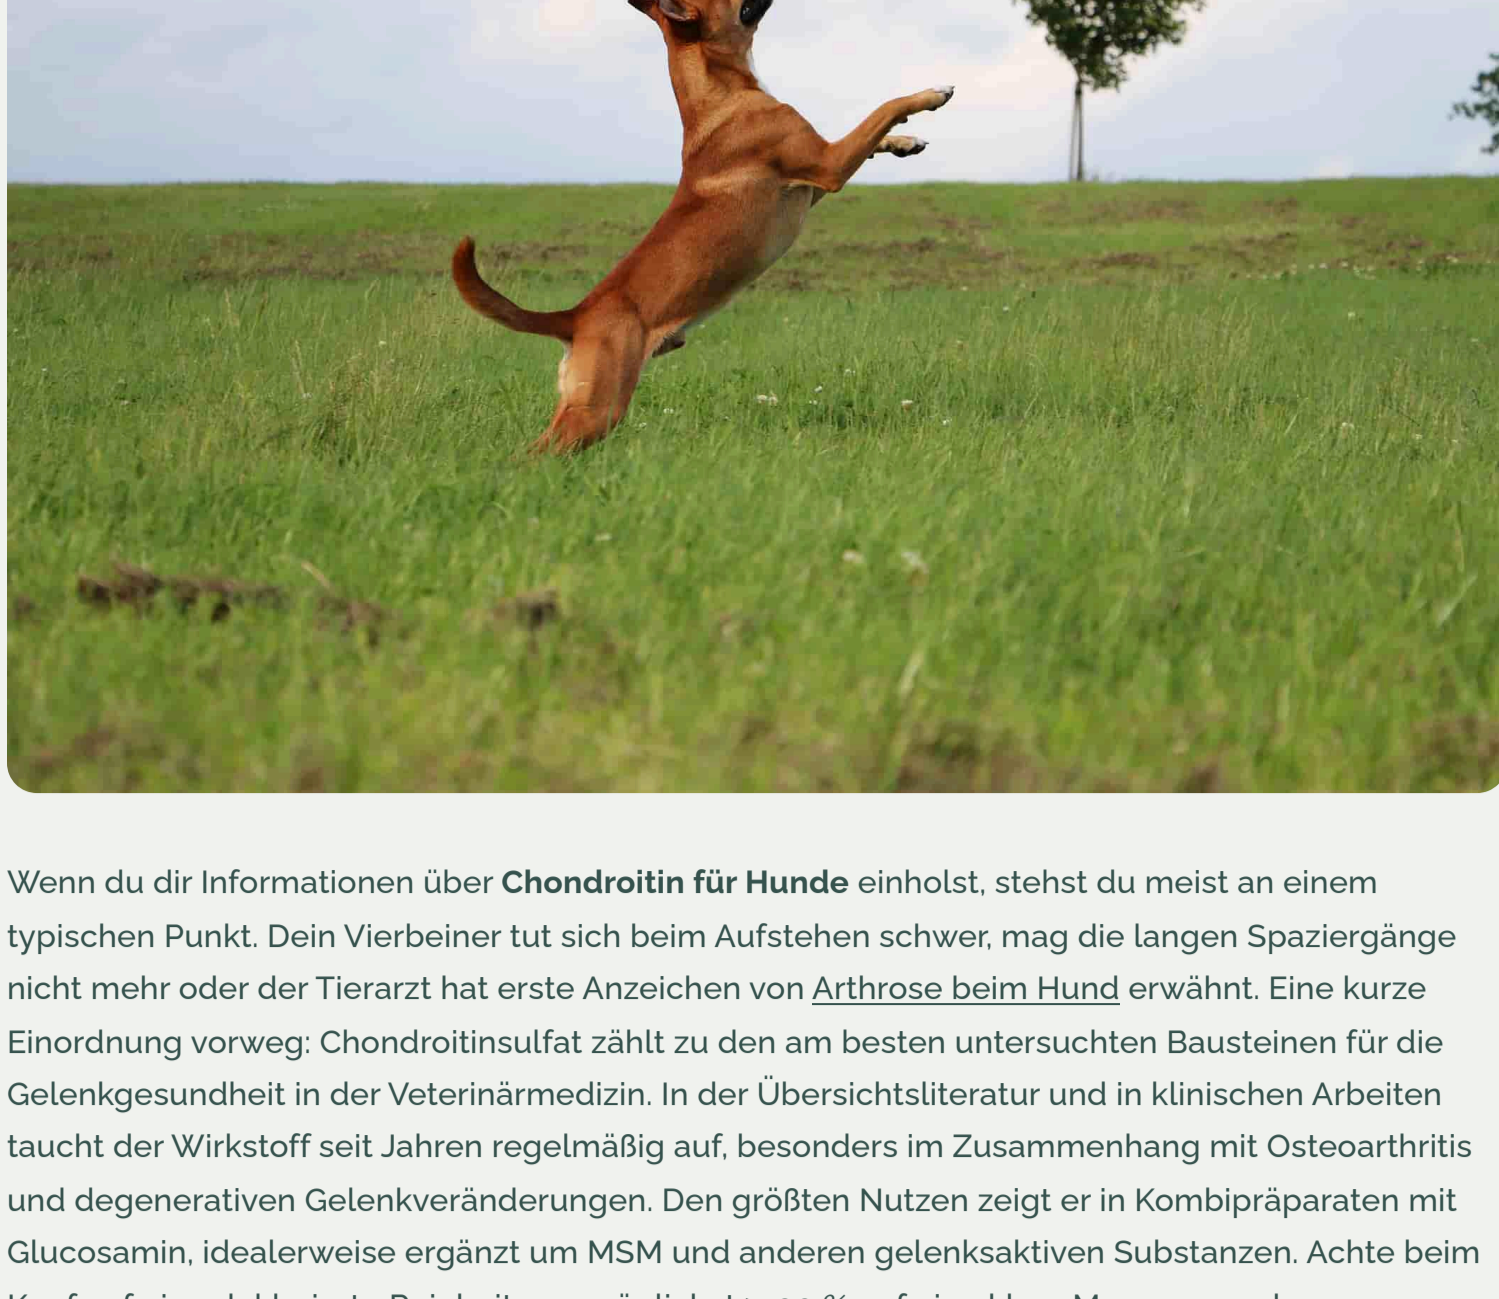 Wenn du dir Informationen über Chondroitin für Hunde einholst, stehst du meist an einem
typischen Punkt. Dein Vierbeiner tut sich beim Aufstehen schwer, mag die langen Spaziergänge
nicht mehr oder der Tierarzt hat erste Anzeichen von Arthrose beim Hund erwähnt. Eine kurze
Einordnung vorweg: Chondroitinsulfat zählt zu den am besten untersuchten Bausteinen für die
Gelenkgesundheit in der Veterinärmedizin. In der Übersichtsliteratur und in klinischen Arbeiten
taucht der Wirkstoff seit Jahren regelmäßig auf, besonders im Zusammenhang mit Osteoarthritis
und degenerativen Gelenkveränderungen. Den größten Nutzen zeigt er in Kombipräparaten mit
Glucosamin, idealerweise ergänzt um MSM und anderen gelenksaktiven Substanzen. Achte beim